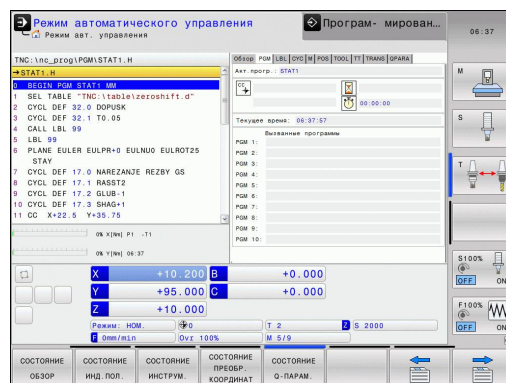 Режим автоматического управления
Режим авт. управления
Програм- мирован...
06:37
TNC:\nc_prog\PGM\STAT1.H
→STAT1.H
0 BEGIN PGM STAT1 MM
1 SEL TABLE "TNC:\table\zeroshift.d"
2 CYCL DEF 32.0 DOPUSK
3 CYCL DEF 32.1 T0.05
4 CALL LBL 99
5 LBL 99
6 PLANE EULER EULPR+0 EULNU0 EULROT25
STAY
7 CYCL DEF 17.0 NAREZANJE REZBY GS
8 CYCL DEF 17.1 RASST2
9 CYCL DEF 17.2 GLUB-1
10 CYCL DEF 17.3 SHAG+1
11 CC X+22.5 Y+35.75
Обзор PGM LBL CYC M POS TOOL TT TRANS QPARA
Акт.прогр.: STAT1
CC
00:00:00
Текущее время: 06:37:57
Вызванные программы
PGM 1:
PGM 2:
PGM 3:
PGM 4:
PGM 5:
PGM 6:
PGM 7:
PGM 8:
PGM 9:
PGM 10:
0% X[Nm] P1 -T1
0% Y[Nm] 06:37
X +10.200 B +0.000
Y +95.000 C +0.000
Z +10.000
Режим: НОМ. 0 T 2 Z S 2000
F 0mm/min Ovr 100% M 5/9
M
S
T
S100%
OFF ON
F100%
OFF ON
СОСТОЯНИЕ ОБЗОР
СОСТОЯНИЕ ИНД.ПОЛ.
СОСТОЯНИЕ ИНСТРУМ.
СОСТОЯНИЕ ПРЕОБР. КООРДИНАТ
СОСТОЯНИЕ Q-ПАРАМ.